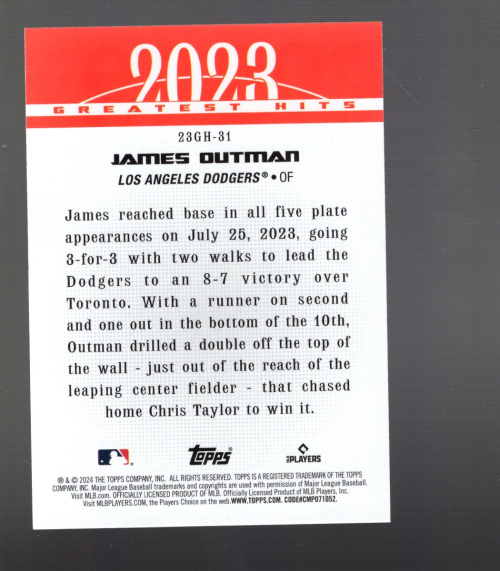 2023
GREATEST HITS
23GH-31
JAMES OUTMAN
LOS ANGELES DODGERS® • OF
James reached base in all five plate
appearances on July 25, 2023, going
3-for-3 with two walks to lead the
Dodgers to an 8-7 victory over
Toronto. With a runner on second
and one out in the bottom of the 10th,
Outman drilled a double off the top of
the wall - just out of the reach of the
leaping center fielder - that chased
home Chris Taylor to win it.
topps®
PLAYERS
® & © 2024 THE TOPPS COMPANY, INC. ALL RIGHTS RESERVED. TOPPS IS A REGISTERED TRADEMARK OF THE TOPPS
COMPANY, INC. Major League Baseball trademarks and copyrights are used with permission of Major League Baseball.
Visit MLB.com. OFFICIALLY LICENSED PRODUCT OF MLB. Officially Licensed Product of MLB Players, Inc.
Visit MLBPLAYERS.COM, the Players Choice on the web. WWW.TOPPS.COM. CODE#CMP071052.